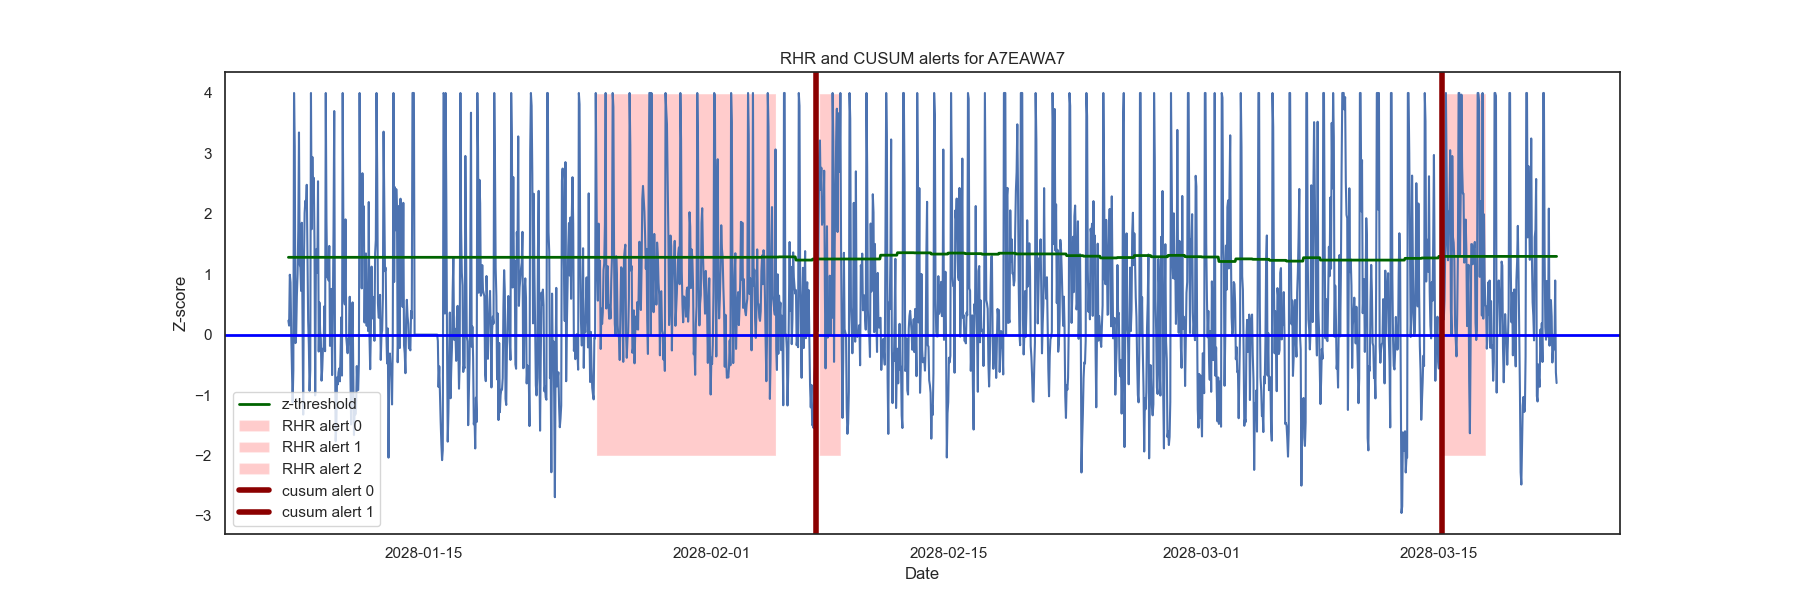 RHR and CUSUM alerts for A7EAWA7
Z-score
4
3
2
1
0
−1
−2
−3
z-threshold
RHR alert 0
RHR alert 1
RHR alert 2
cusum alert 0
cusum alert 1
2028-01-15 2028-02-01 2028-02-15 2028-03-01 2028-03-15
Date